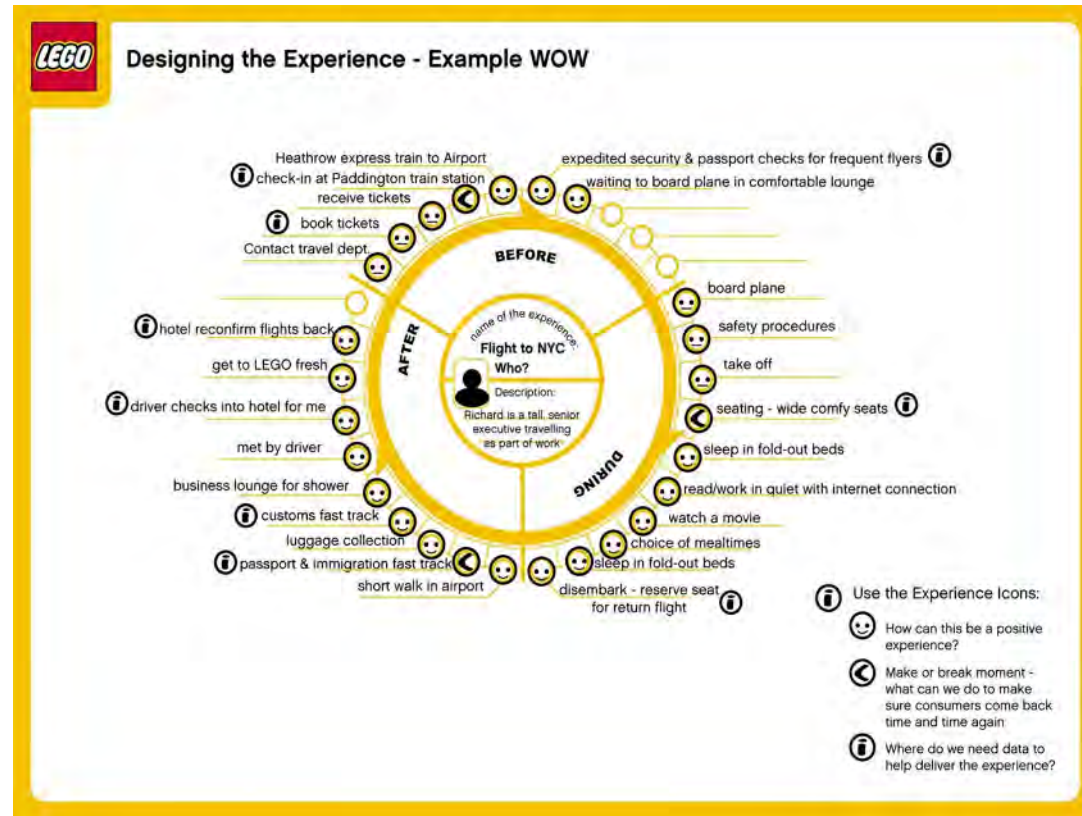 LEGO
Designing the Experience - Example WOW
Heathrow express train to Airport
check-in at Paddington train station
receive tickets
book tickets
Contact travel dept.
expedited security & passport checks for frequent flyers
waiting to board plane in comfortable lounge
BEFORE
board plane
safety procedures
take off
seating - wide comfy seats
sleep in fold-out beds
read/work in quiet with internet connection
watch a movie
choice of mealtimes
sleep in fold-out beds
disembark - reserve seat
for return flight
DURING
hotel reconfirm flights back
get to LEGO fresh
driver checks into hotel for me
met by driver
business lounge for shower
customs fast track
luggage collection
passport & immigration fast track
short walk in airport
AFTER
name of the experience:
Flight to NYC
Who?
Description:
Richard is a tall, senior
executive travelling
as part of work
Use the Experience Icons:
How can this be a positive
experience?
Make or break moment -
what can we do to make
sure consumers come back
time and time again
Where do we need data to
help deliver the experience?